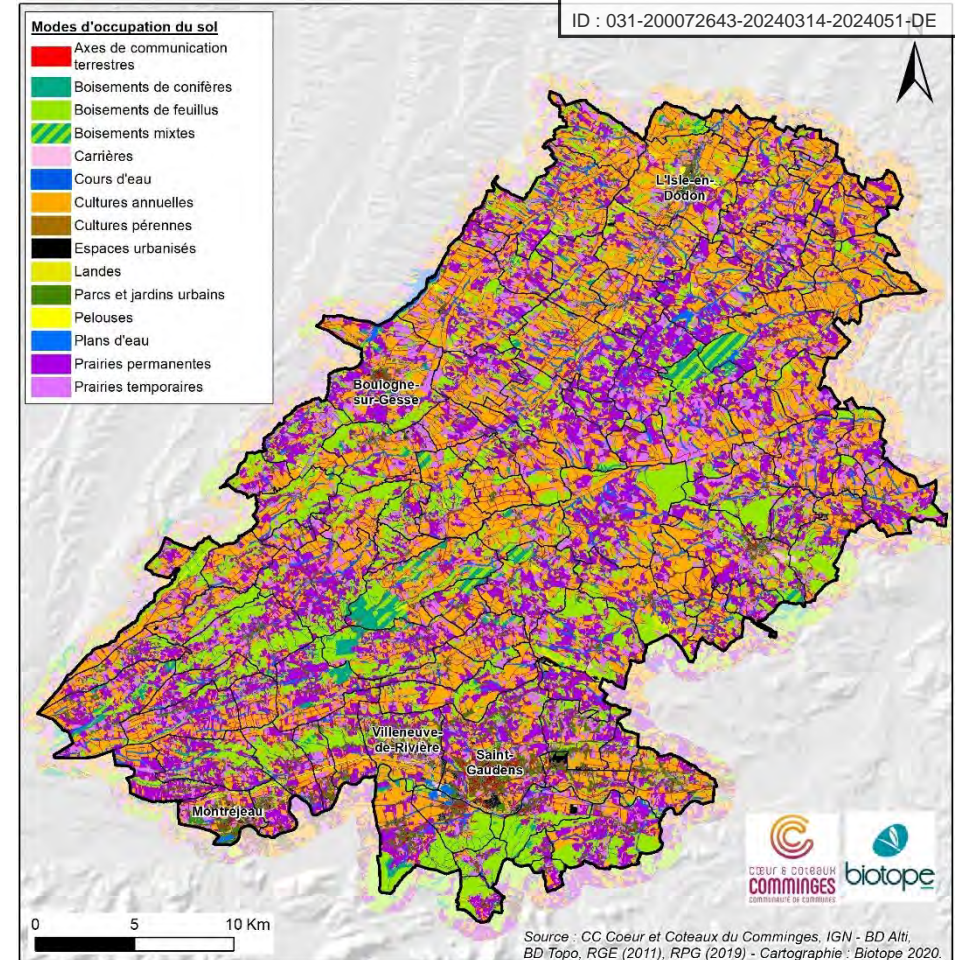 ID : 031-200072643-20240314-2024051-DE
Modes d'occupation du sol
Axes de communication
terrestres
Boisements de conifères
Boisements de feuillus
Boisements mixtes
Carrières
Cours d'eau
Cultures annuelles
Cultures pérennes
Espaces urbanisés
Landes
Parcs et jardins urbains
Pelouses
Plans d'eau
Prairies permanentes
Prairies temporaires
L'Isle-en-
Dodon
Boulogne-
sur-Gesse
Villeneuve-
de-Rivière
Saint-
Gaudens
Montréjeau
cœur & coteaux
COMMINGES
COMMUNAUTÉ DE COMMUNES
biotope
0 5 10 Km
Source : CC Coeur et Coteaux du Comminges, IGN - BD Alti,
BD Topo, RGE (2011), RPG (2019) - Cartographie : Biotope 2020.